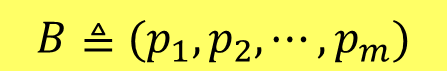 B ≜ (p₁, p₂, ⋯, pₘ)